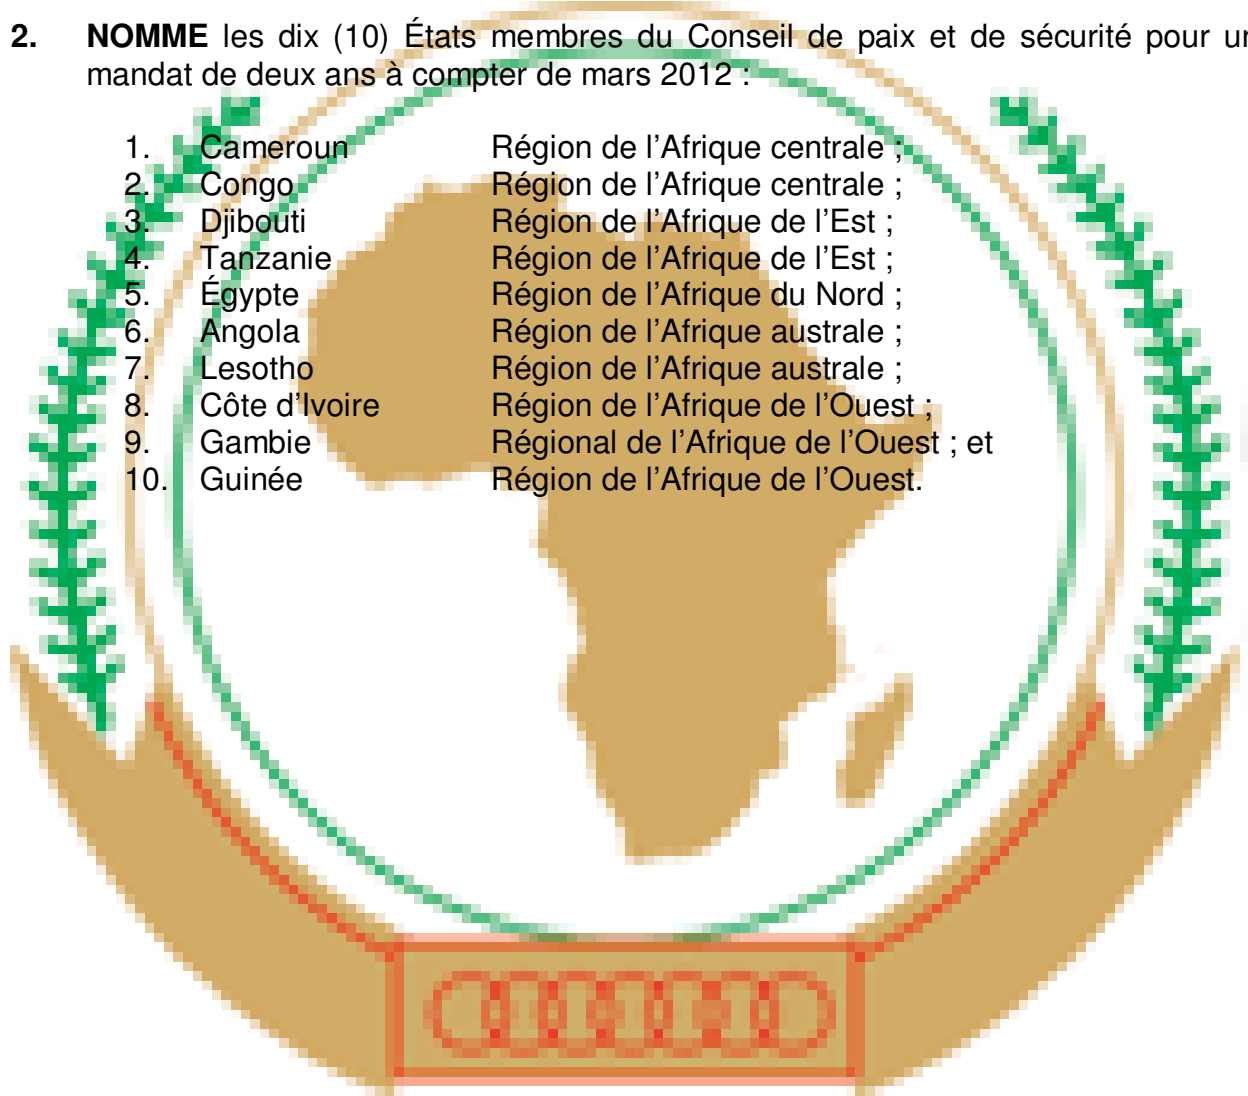 2. NOMME les dix (10) États membres du Conseil de paix et de sécurité pour un
mandat de deux ans à compter de mars 2012 :
1. Cameroun Région de l'Afrique centrale ;
2. Congo Région de l'Afrique centrale ;
3. Djibouti Région de l'Afrique de l'Est ;
4. Tanzanie Région de l'Afrique de l'Est ;
5. Égypte Région de l'Afrique du Nord ;
6. Angola Région de l'Afrique australe ;
7. Lesotho Région de l'Afrique australe ;
8. Côte d'Ivoire Région de l'Afrique de l'Ouest ;
9. Gambie Régional de l'Afrique de l'Ouest ; et
10. Guinée Région de l'Afrique de l'Ouest.